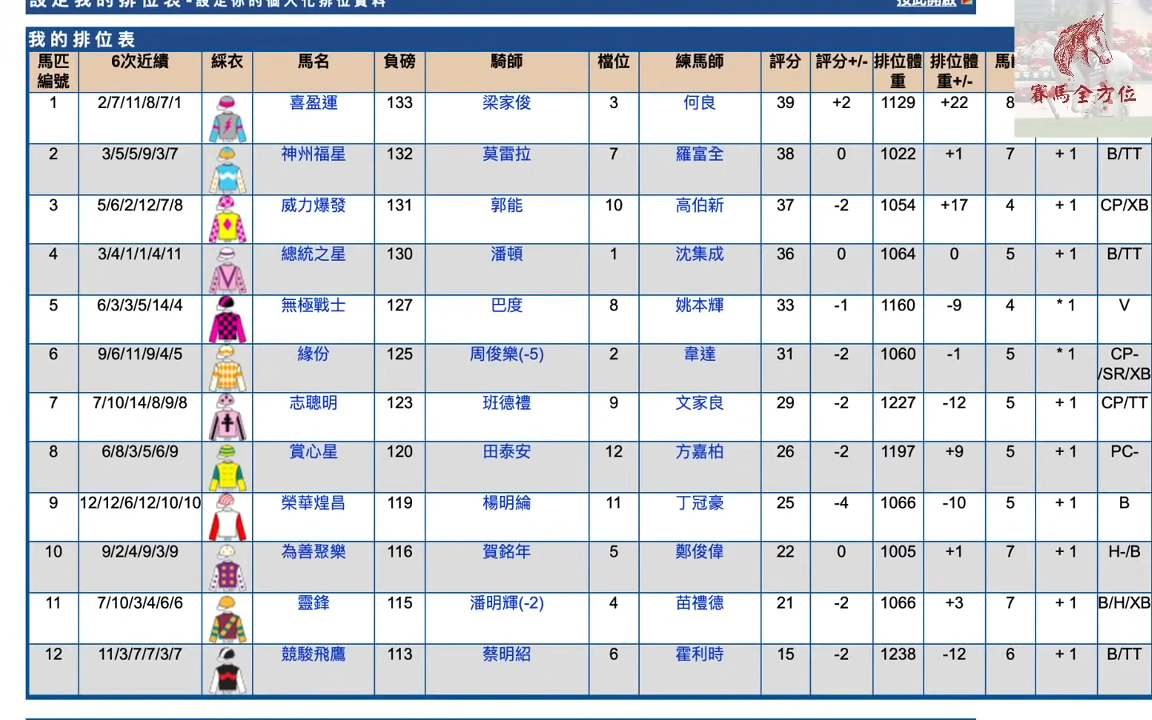 設定我的排位表 - 設定你的個人化排位資料 按此開啟
我的排位表
馬匹編號 6次近績 綵衣 馬名 負磅 騎師 檔位 練馬師 評分 評分+/- 排位體重 排位體重+/- 馬
賽馬全方位
1 2/7/11/8/7/1 喜盈運 133 梁家俊 3 何良 39 +2 1129 +22 8
2 3/5/5/9/3/7 神州福星 132 莫雷拉 7 羅富全 38 0 1022 +1 7 + 1 B/TT
3 5/6/2/12/7/8 威力爆發 131 郭能 10 高伯新 37 -2 1054 +17 4 + 1 CP/XB
4 3/4/1/1/4/11 總統之星 130 潘頓 1 沈集成 36 0 1064 0 5 + 1 B/TT
5 6/3/3/5/14/4 無極戰士 127 巴度 8 姚本輝 33 -1 1160 -9 4 * 1 V
6 9/6/11/9/4/5 緣份 125 周俊樂(-5) 2 韋達 31 -2 1060 -1 5 * 1 CP-/SR/XB
7 7/10/14/8/9/8 志聰明 123 班德禮 9 文家良 29 -2 1227 -12 5 + 1 CP/TT
8 6/8/3/5/6/9 賞心星 120 田泰安 12 方嘉柏 26 -2 1197 +9 5 + 1 PC-
9 12/12/6/12/10/10 榮華煌昌 119 楊明綸 11 丁冠豪 25 -4 1066 -10 5 + 1 B
10 9/2/4/9/3/9 為善聚樂 116 賀銘年 5 鄭俊偉 22 0 1005 +1 7 + 1 H-/B
11 7/10/3/4/6/6 靈鋒 115 潘明輝(-2) 4 苗禮德 21 -2 1066 +3 7 + 1 B/H/XB
12 11/3/7/7/3/7 競駿飛鷹 113 蔡明紹 6 霍利時 15 -2 1238 -12 6 + 1 B/TT